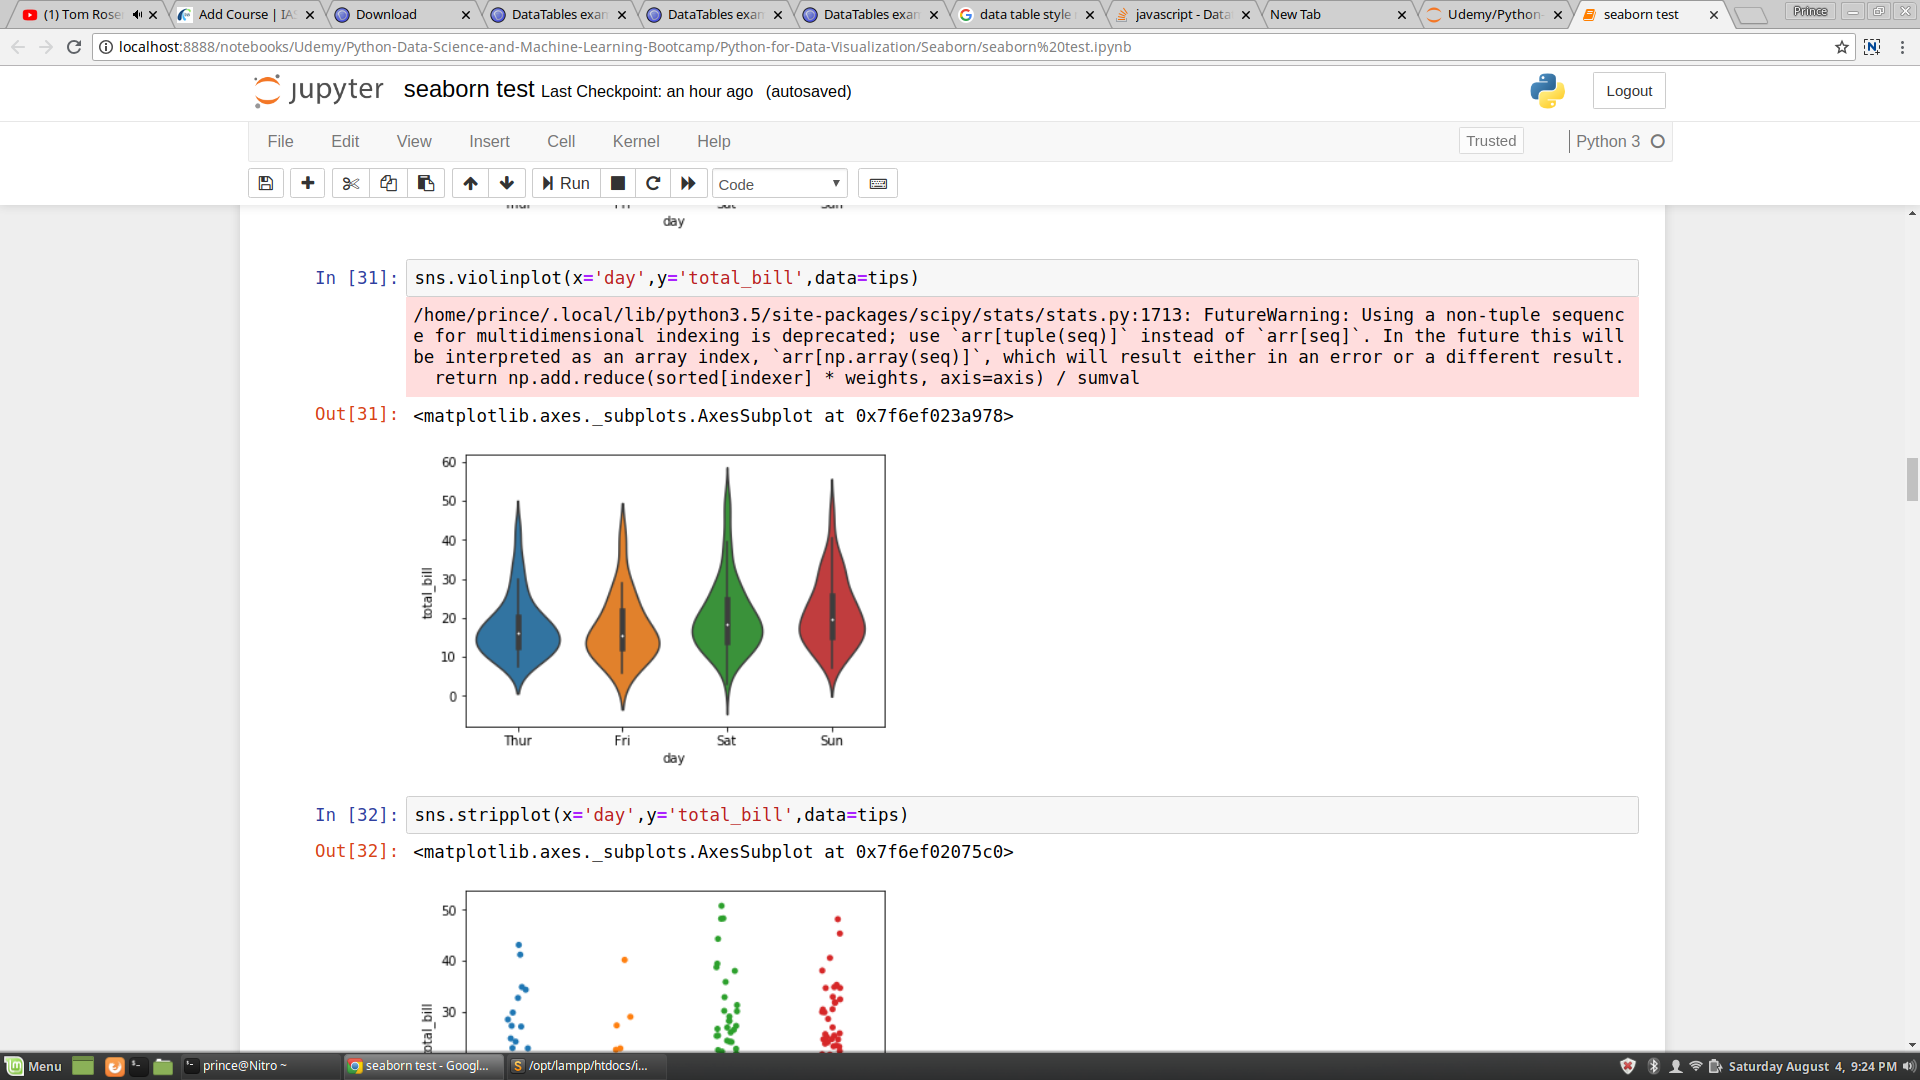 (1) Tom Rose
Add Course | IA
Download
DataTables exam
DataTables exam
DataTables exam
data table style
javascript - Data
New Tab
Udemy/Python-
seaborn test
Prince
localhost:8888/notebooks/Udemy/Python-Data-Science-and-Machine-Learning-Bootcamp/Python-for-Data-Visualization/Seaborn/seaborn%20test.ipynb
jupyter seaborn test Last Checkpoint: an hour ago (autosaved)
Logout
File Edit View Insert Cell Kernel Help
Trusted
Python 3
Run
Code
Thur Fri Sat Sun
day
In [31]: sns.violinplot(x='day',y='total_bill',data=tips)
/home/prince/.local/lib/python3.5/site-packages/scipy/stats/stats.py:1713: FutureWarning: Using a non-tuple sequenc
e for multidimensional indexing is deprecated; use `arr[tuple(seq)]` instead of `arr[seq]`. In the future this will
be interpreted as an array index, `arr[np.array(seq)]`, which will result either in an error or a different result.
return np.add.reduce(sorted[indexer] * weights, axis=axis) / sumval
Out[31]: <matplotlib.axes._subplots.AxesSubplot at 0x7f6ef023a978>
60
50
40
30
20
10
0
total_bill
Thur Fri Sat Sun
day
In [32]: sns.stripplot(x='day',y='total_bill',data=tips)
Out[32]: <matplotlib.axes._subplots.AxesSubplot at 0x7f6ef02075c0>
50
40
30
total_bill
Menu
prince@Nitro ~
seaborn test - Googl...
/opt/lampp/htdocs/i...
Saturday August 4, 9:24 PM